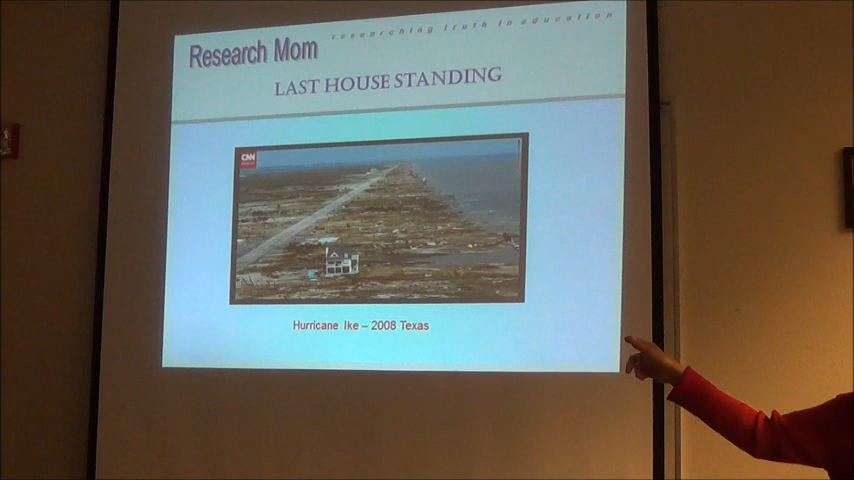 Research Mom
researching truth in education
LAST HOUSE STANDING
CNN
Hurricane Ike – 2008 Texas